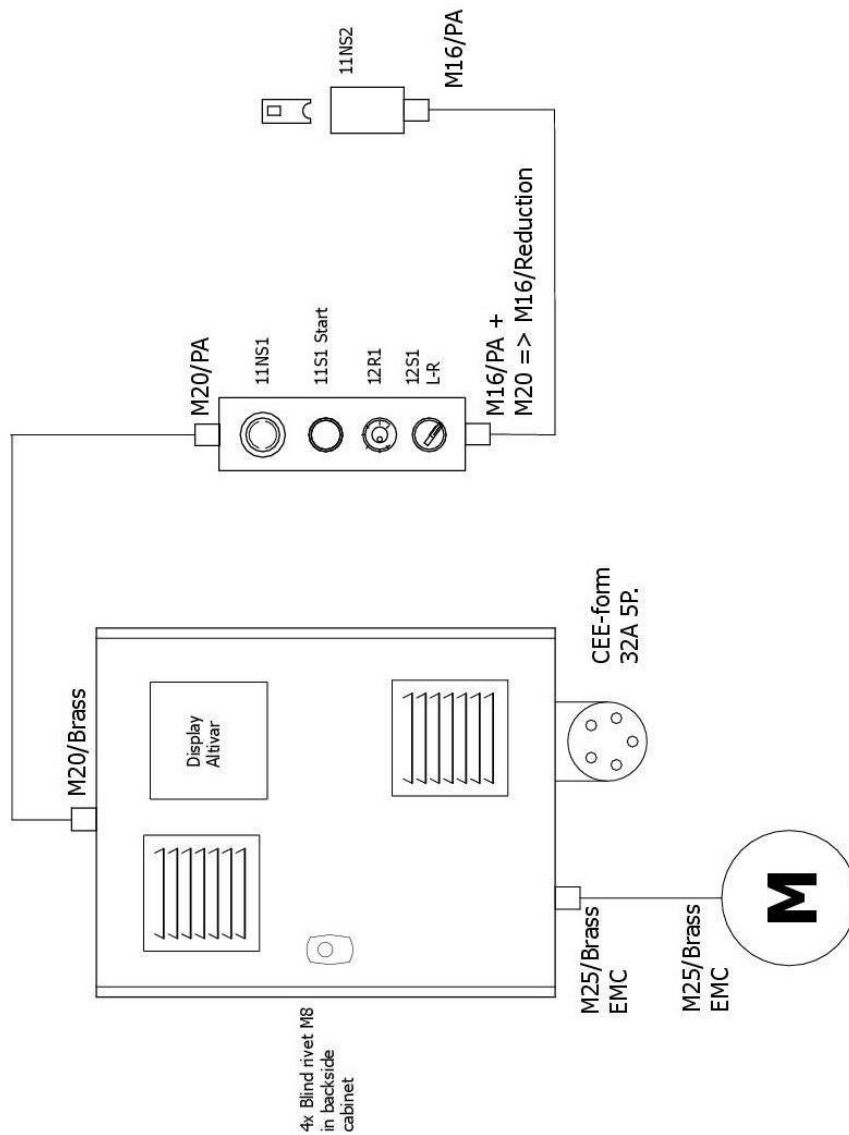 4x Blind rivet M8
in backside
cabinet
M20/Brass
Display
Altivar
M25/Brass
EMC
M25/Brass
EMC
M
CEE-form
32A 5P.
M20/PA
11NS1
11S1 Start
12R1
12S1
L-R
M16/PA +
M20 => M16/Reduction
11NS2
M16/PA